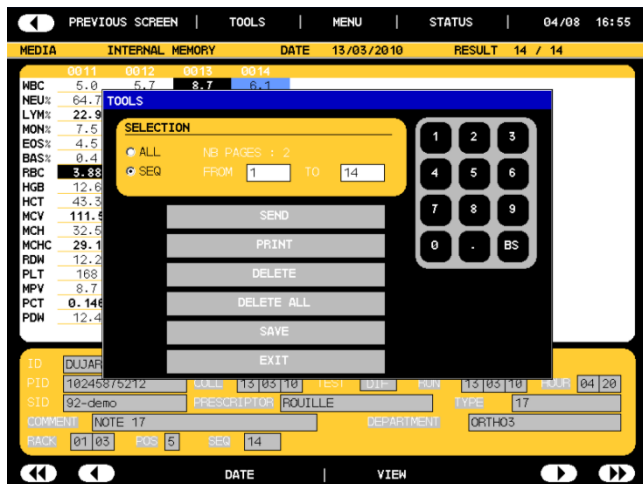 PREVIOUS SCREEN | TOOLS | MENU | STATUS | 04/08 16:55
MEDIA INTERNAL MEMORY DATE 13/03/2010 RESULT 14 / 14
0011 0012 0013 0014
WBC 5.0 5.7 8.7 6.1
NEU% 64.7
TOOLS
LYM% 22.9
SELECTION
MON% 7.5
EOS% 4.5
ALL NB PAGES : 2
BAS% 0.4
SEQ FROM 1 TO 14
RBC 3.88
HGB 12.6
HCT 43.3
MCV 111.5
MCH 32.5
MCHC 29.1
RDW 12.2
PLT 168
MPV 8.7
PCT 0.146
PDW 12.4
1 2 3
4 5 6
7 8 9
0 . BS
SEND
PRINT
DELETE
DELETE ALL
SAVE
EXIT
ID DUJAR
PID 10245875212 COLL 13 03 10 TEST DIF RUN 13 03 10 HOUR 04 20
SID 92-demo PRESCRIPTOR ROUILLE TYPE 17
COMMENT NOTE 17 DEPARTMENT ORTHO3
RACK 01 03 POS 5 SEQ 14
DATE | VIEW